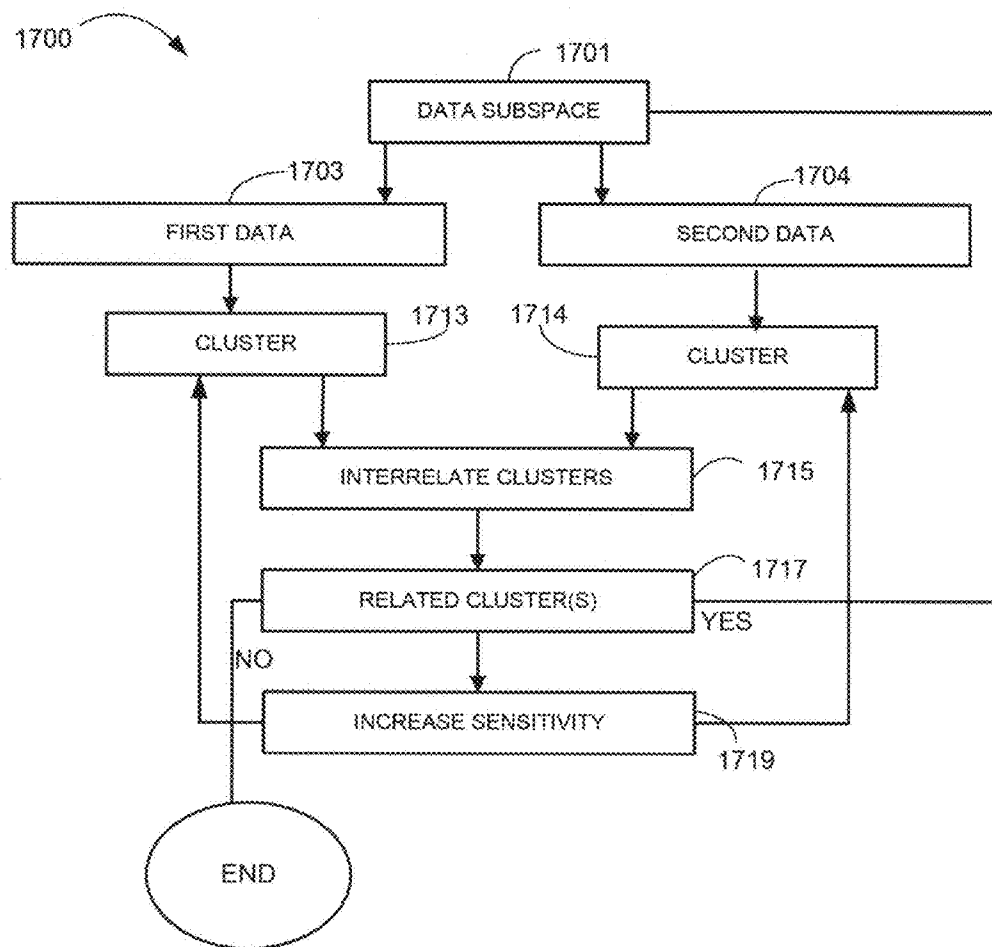 1700
1701
DATA SUBSPACE
1703
1704
FIRST DATA
SECOND DATA
1713
1714
CLUSTER
CLUSTER
INTERRELATE CLUSTERS
1715
1717
RELATED CLUSTER(S)
YES
NO
INCREASE SENSITIVITY
1719
END